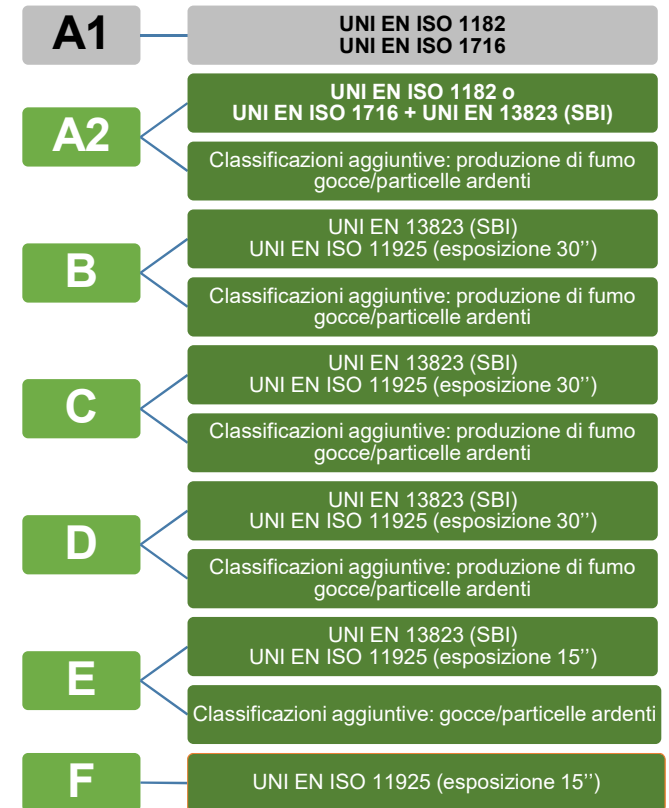 A1
UNI EN ISO 1182
UNI EN ISO 1716
A2
UNI EN ISO 1182 o
UNI EN ISO 1716 + UNI EN 13823 (SBI)
Classificazioni aggiuntive: produzione di fumo
gocce/particelle ardenti
B
UNI EN 13823 (SBI)
UNI EN ISO 11925 (esposizione 30’’)
Classificazioni aggiuntive: produzione di fumo
gocce/particelle ardenti
C
UNI EN 13823 (SBI)
UNI EN ISO 11925 (esposizione 30’’)
Classificazioni aggiuntive: produzione di fumo
gocce/particelle ardenti
D
UNI EN 13823 (SBI)
UNI EN ISO 11925 (esposizione 30’’)
Classificazioni aggiuntive: produzione di fumo
gocce/particelle ardenti
E
UNI EN 13823 (SBI)
UNI EN ISO 11925 (esposizione 15’’)
Classificazioni aggiuntive: gocce/particelle ardenti
F
UNI EN ISO 11925 (esposizione 15’’)